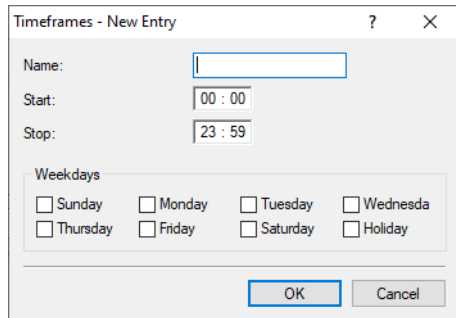 Timeframes - New Entry ? ✕
Name:
Start: 00 : 00
Stop: 23 : 59
Weekdays
Sunday Monday Tuesday Wednesda
Thursday Friday Saturday Holiday
OK Cancel